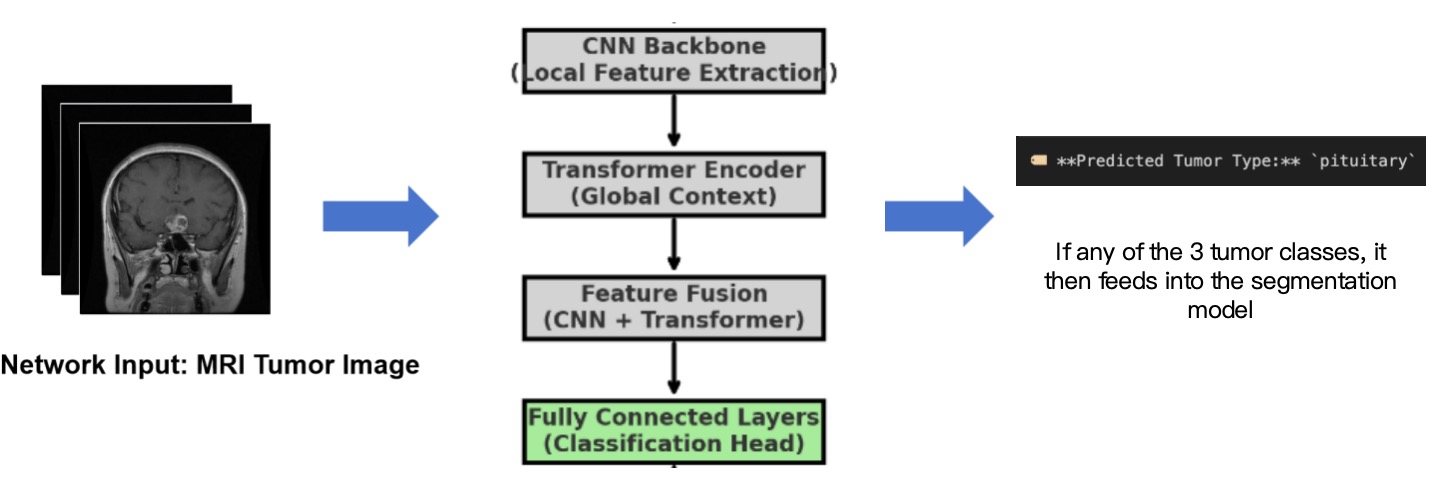 Network Input: MRI Tumor Image
CNN Backbone
(Local Feature Extraction)
Transformer Encoder
(Global Context)
Feature Fusion
(CNN + Transformer)
Fully Connected Layers
(Classification Head)
**Predicted Tumor Type:** `pituitary`
If any of the 3 tumor classes, it
then feeds into the segmentation
model